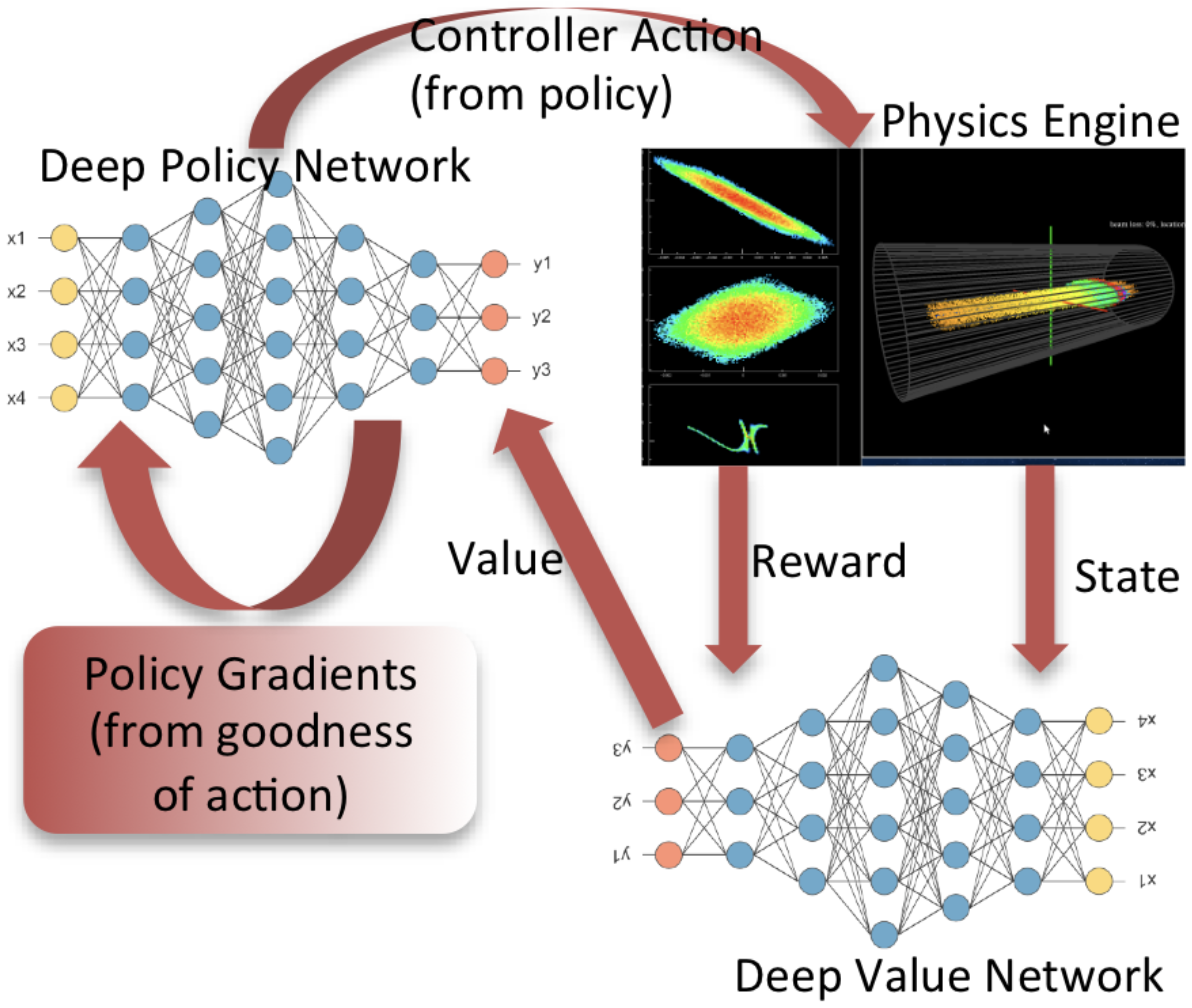 Controller Action
(from policy)
Physics Engine
Deep Policy Network
x1
x2
x3
x4
y1
y2
y3
beam loss: 0%, location
Value
Reward
State
Policy Gradients
(from goodness
of action)
y3
y2
y1
x4
x3
x2
x1
Deep Value Network